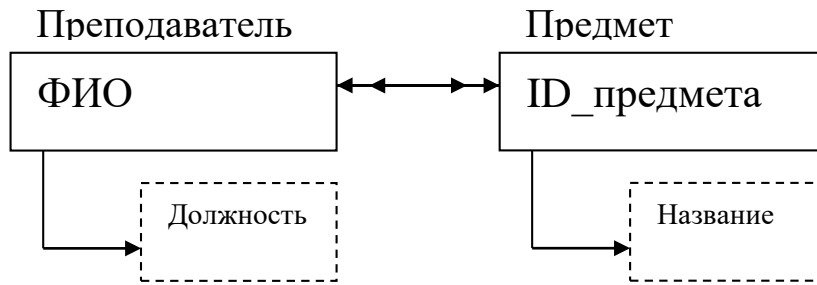 Преподаватель
Предмет
ФИО
ID_предмета
Должность
Название